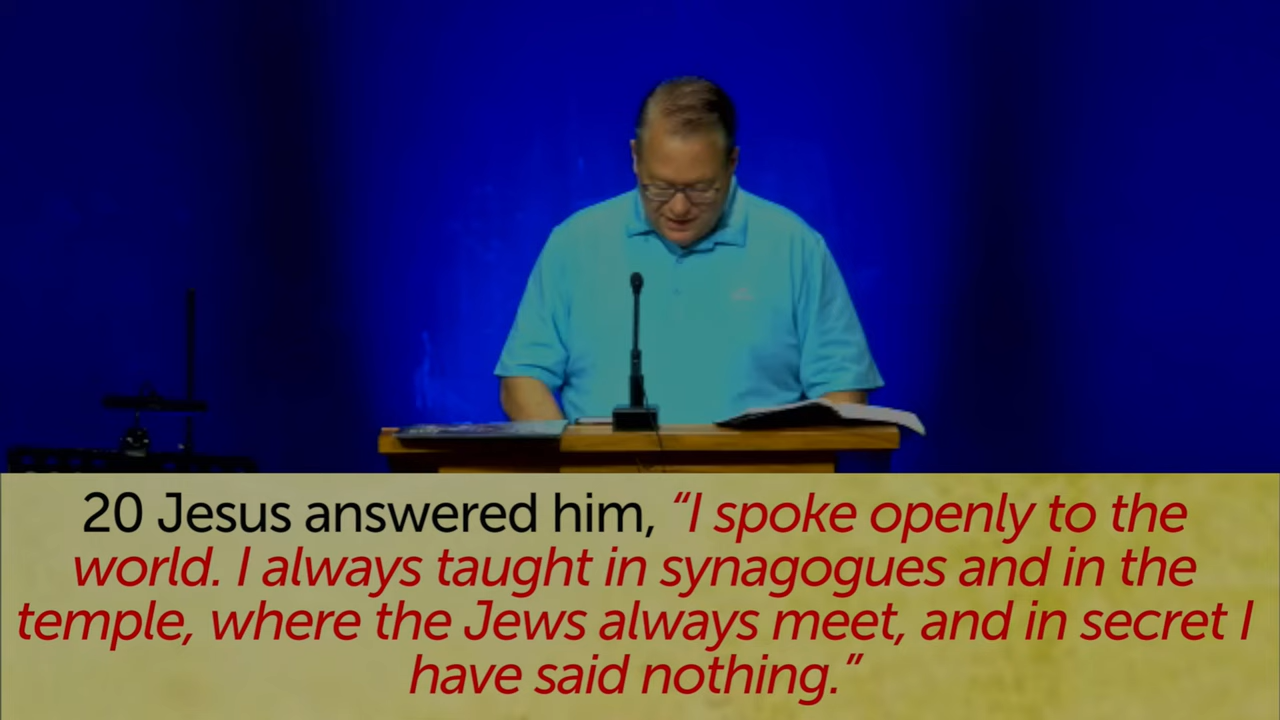 20 Jesus answered him, “I spoke openly to the
world. I always taught in synagogues and in the
temple, where the Jews always meet, and in secret I
have said nothing.”